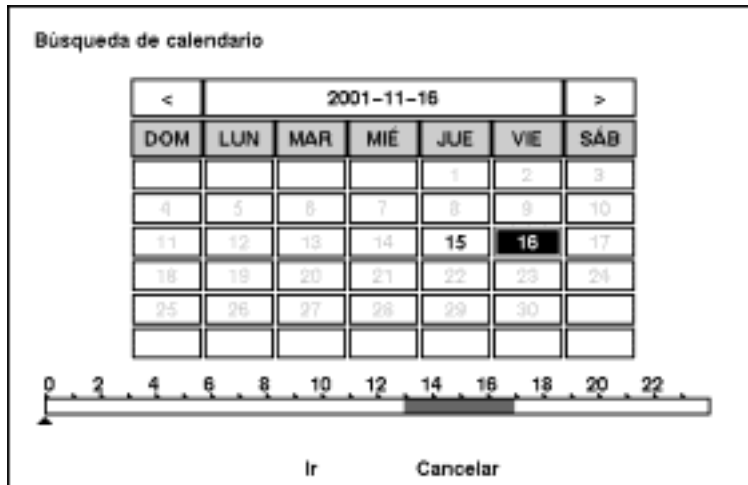 Búsqueda de calendario
< 2001-11-16 >
DOM LUN MAR MIÉ JUE VIE SÁB
1 2 3
4 5 6 7 8 9 10
11 12 13 14 15 16 17
18 19 20 21 22 23 24
25 26 27 28 29 30
0 2 4 6 8 10 12 14 16 18 20 22
Ir Cancelar